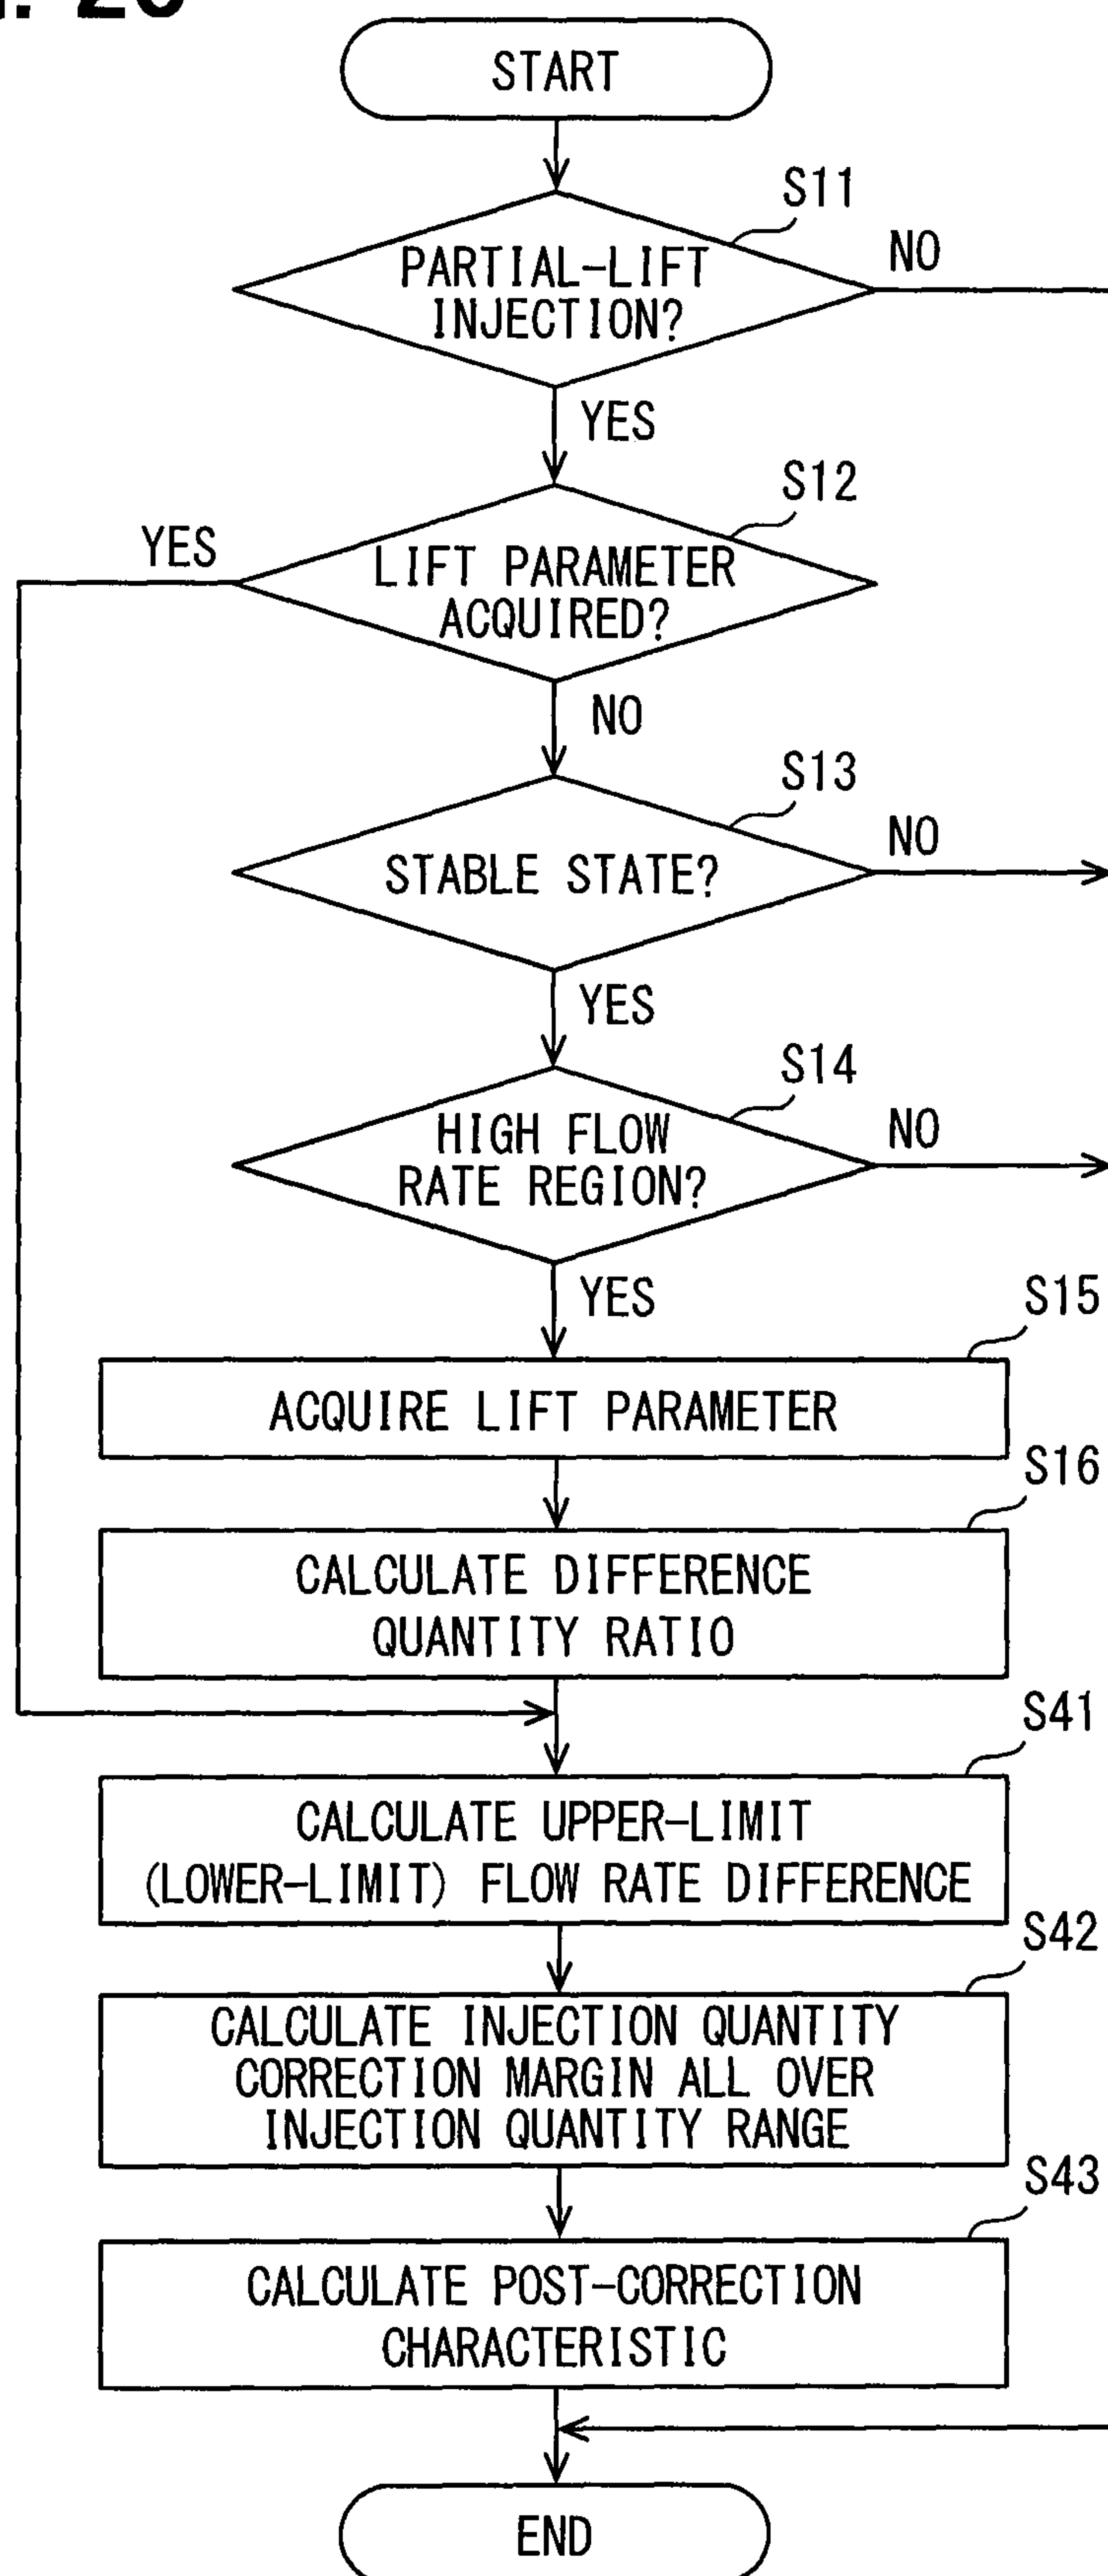 START
S11
PARTIAL-LIFT
INJECTION?
NO
YES
S12
YES
LIFT PARAMETER
ACQUIRED?
NO
S13
STABLE STATE?
NO
YES
S14
HIGH FLOW
RATE REGION?
NO
YES
S15
ACQUIRE LIFT PARAMETER
S16
CALCULATE DIFFERENCE
QUANTITY RATIO
S41
CALCULATE UPPER-LIMIT
(LOWER-LIMIT) FLOW RATE DIFFERENCE
S42
CALCULATE INJECTION QUANTITY
CORRECTION MARGIN ALL OVER
INJECTION QUANTITY RANGE
S43
CALCULATE POST-CORRECTION
CHARACTERISTIC
END